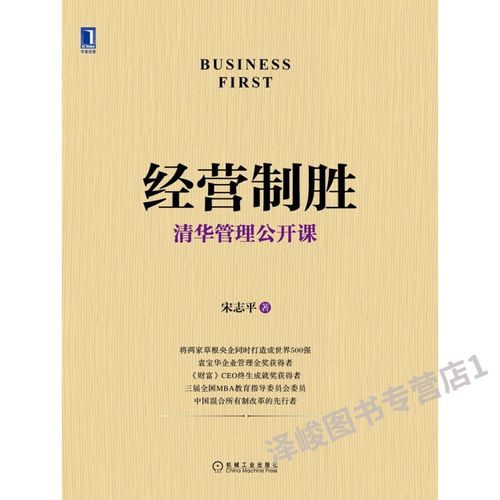 华章经管
BUSINESS
FIRST
经营制胜
清华管理公开课
宋志平 著
将两家草根央企同时打造成世界500强
袁宝华企业管理金奖获得者
《财富》CEO终生成就奖获得者
三届全国MBA教育指导委员会委员
中国混合所有制改革的先行者
泽峻图书专营店1
机械工业出版社
China Machine Press